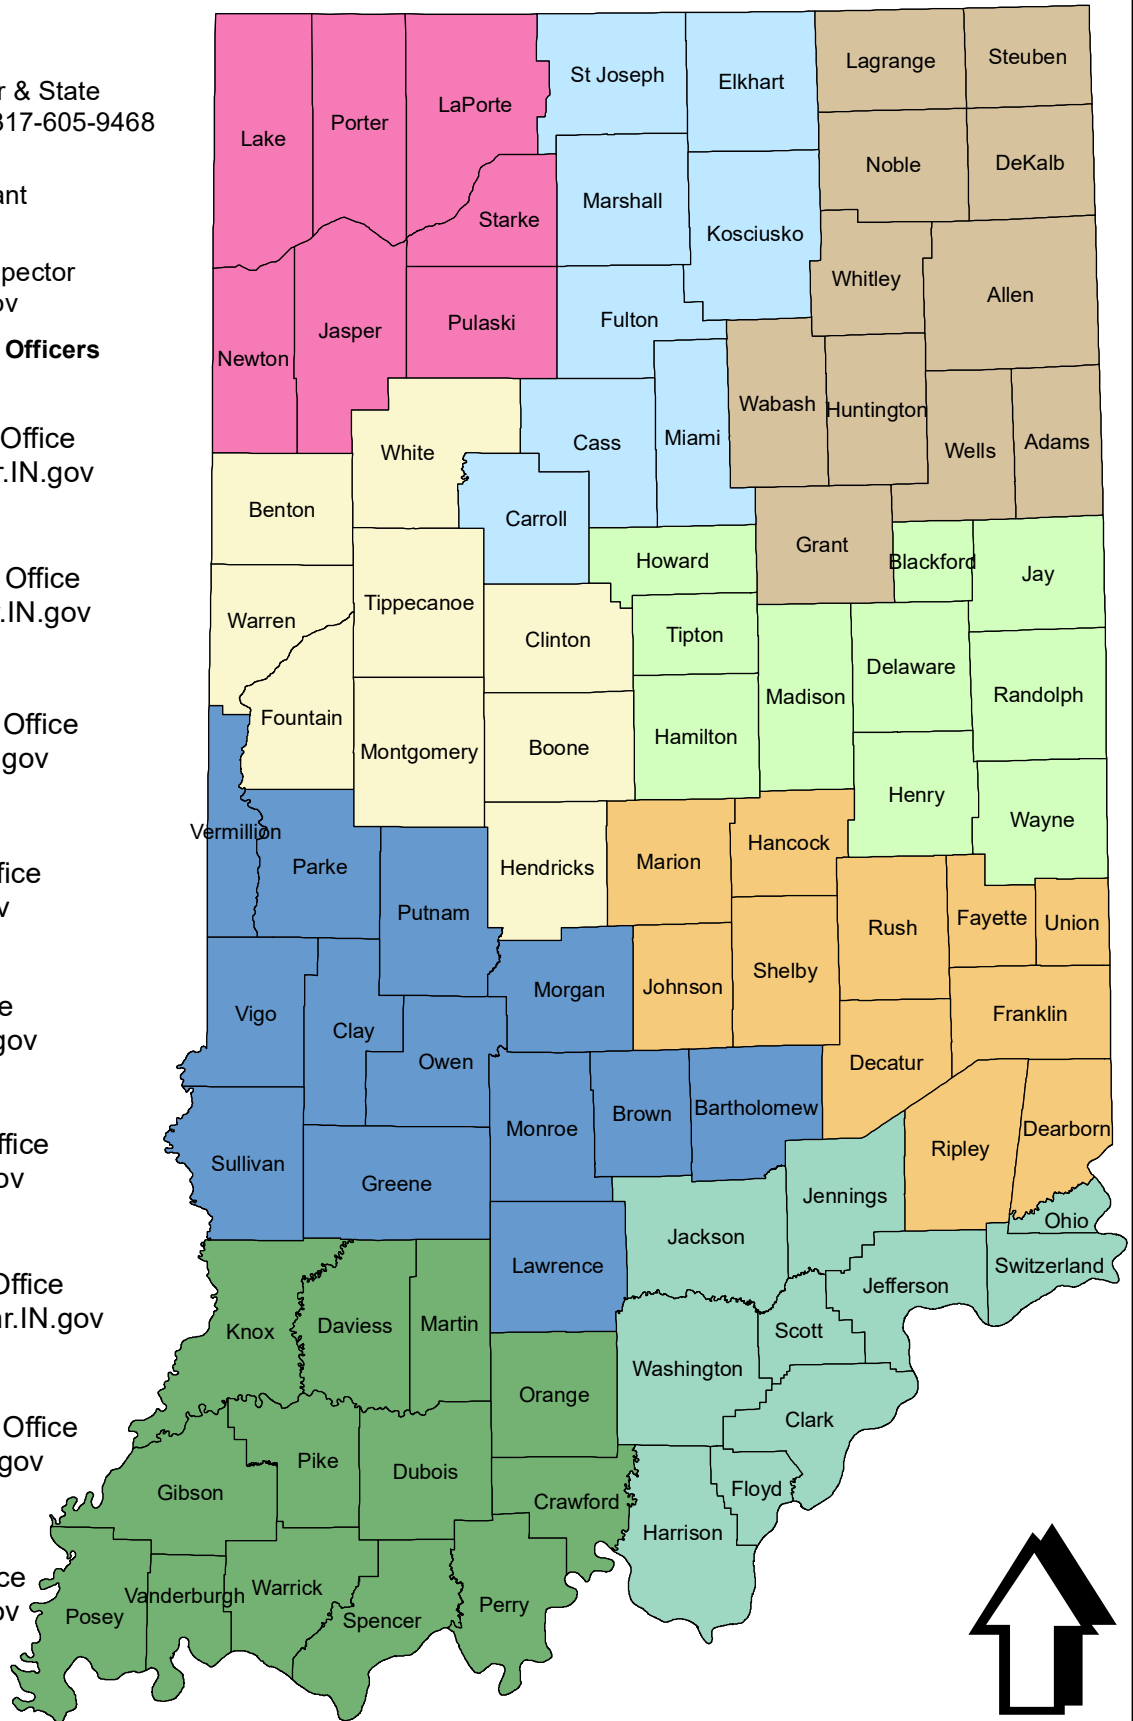 r & State
317-605-9468
ant
pector
ov
Officers
Office
r.IN.gov
Office
r.IN.gov
Office
gov
fice
v
e
gov
ffice
ov
Office
nr.IN.gov
Office
gov
ce
ov
Lagrange
Steuben
St Joseph
Elkhart
LaPorte
Porter
Lake
Noble
DeKalb
Marshall
Starke
Kosciusko
Whitley
Allen
Fulton
Pulaski
Jasper
Newton
Wabash
Huntington
Miami
Cass
White
Wells
Adams
Benton
Carroll
Grant
Howard
Blackford
Jay
Tippecanoe
Warren
Clinton
Tipton
Delaware
Madison
Randolph
Fountain
Montgomery
Boone
Hamilton
Henry
Wayne
Vermillion
Parke
Hendricks
Marion
Hancock
Putnam
Rush
Fayette
Union
Morgan
Johnson
Shelby
Vigo
Clay
Franklin
Owen
Decatur
Monroe
Brown
Bartholomew
Dearborn
Ripley
Sullivan
Greene
Jennings
Jackson
Ohio
Lawrence
Switzerland
Jefferson
Knox
Daviess
Martin
Scott
Washington
Orange
Clark
Pike
Dubois
Gibson
Floyd
Crawford
Harrison
Posey
Vanderburgh
Warrick
Spencer
Perry